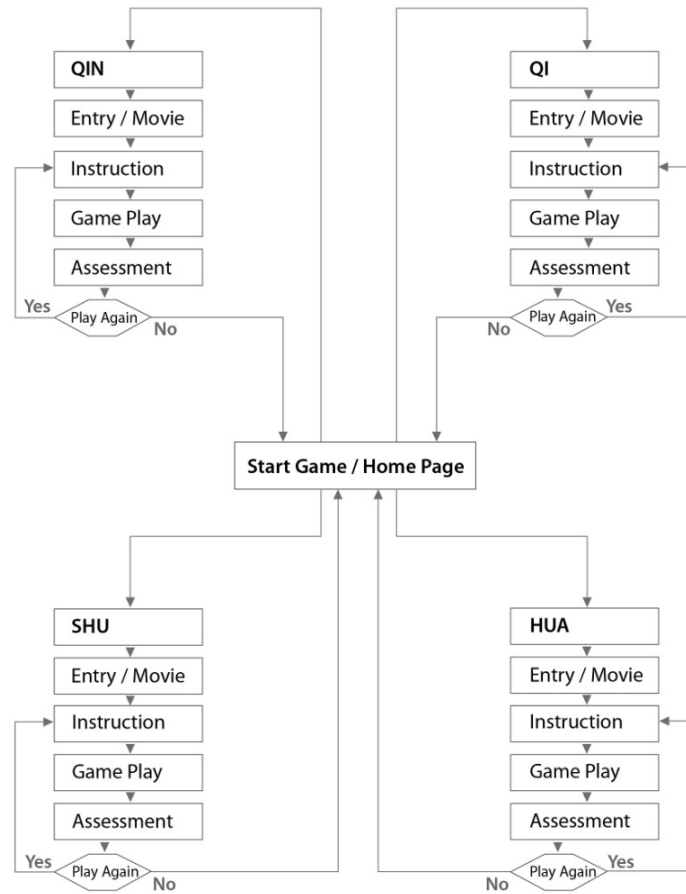 QIN
Entry / Movie
Instruction
Game Play
Assessment
Play Again
Yes
No
QI
Entry / Movie
Instruction
Game Play
Assessment
Play Again
No
Yes
Start Game / Home Page
SHU
Entry / Movie
Instruction
Game Play
Assessment
Play Again
Yes
No
HUA
Entry / Movie
Instruction
Game Play
Assessment
Play Again
No
Yes